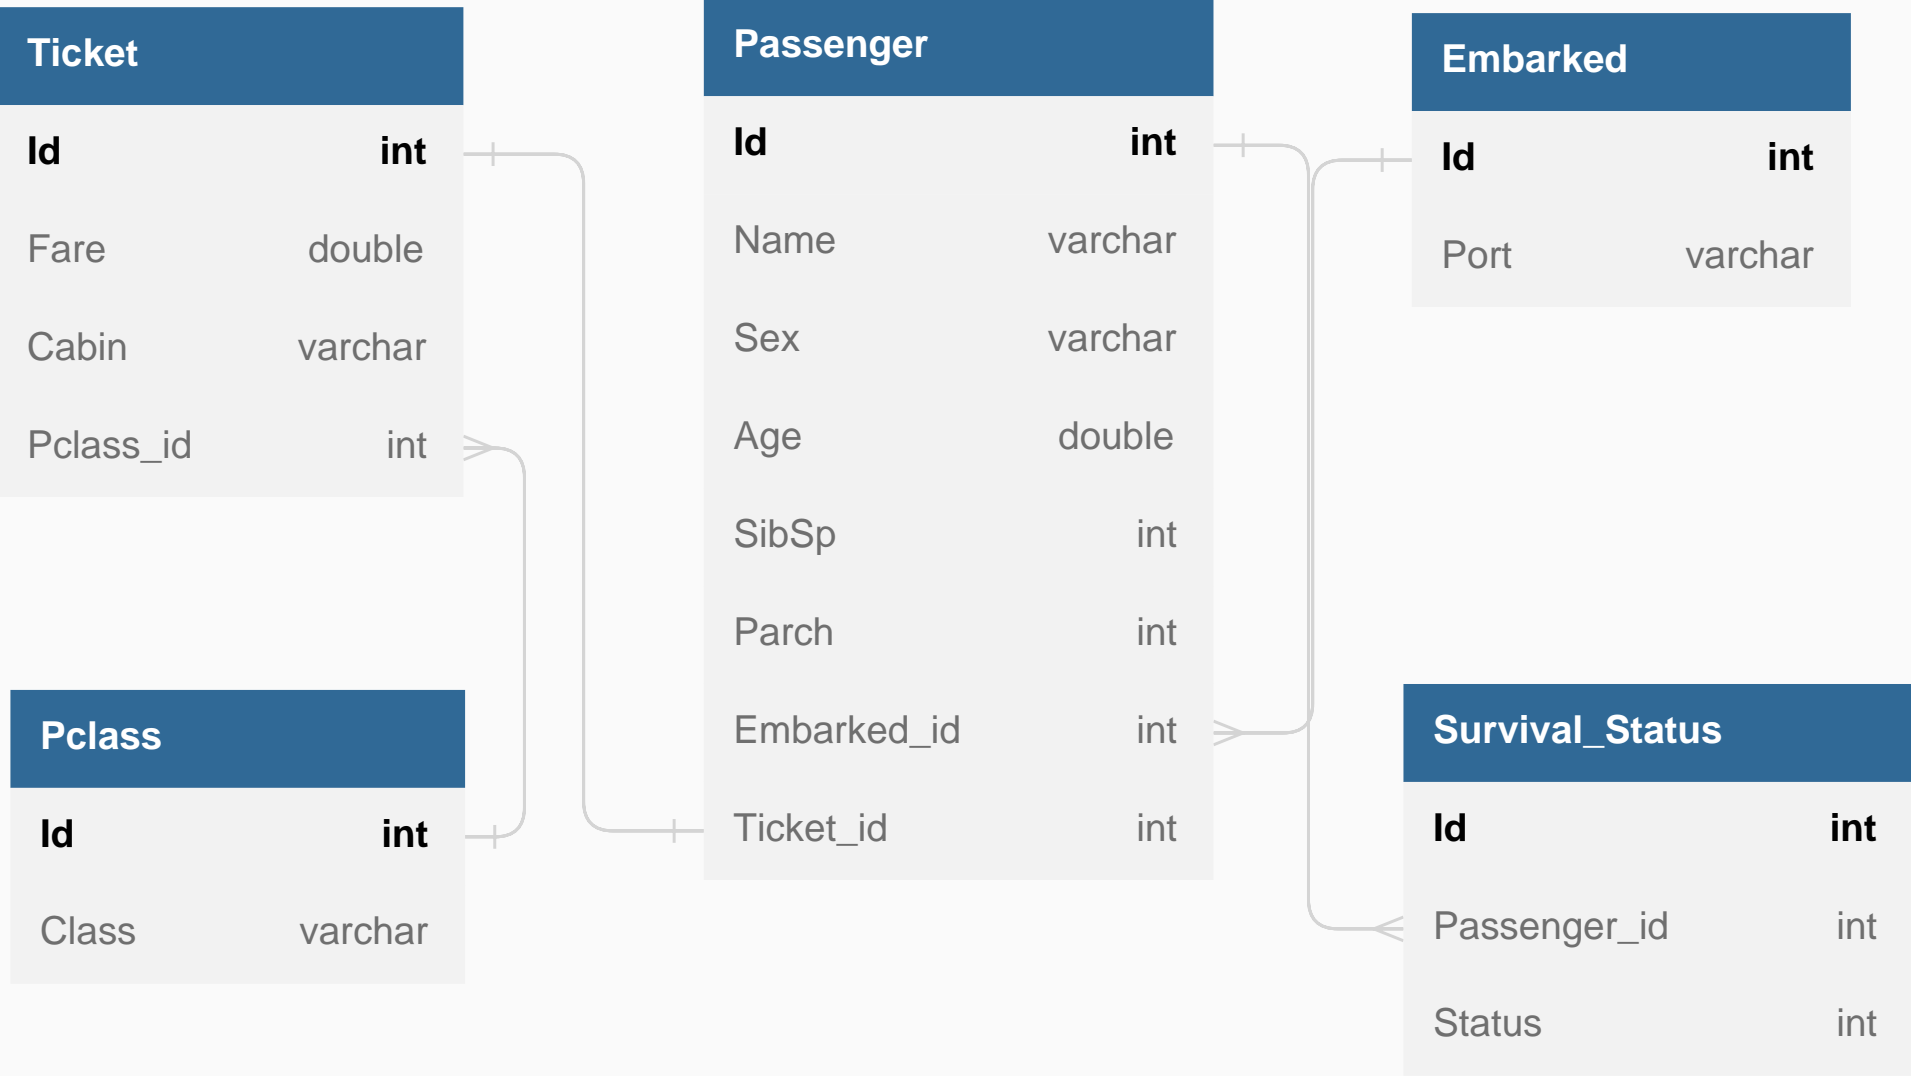 Ticket
Id int
Fare double
Cabin varchar
Pclass_id int
Pclass
Id int
Class varchar
Passenger
Id int
Name varchar
Sex varchar
Age double
SibSp int
Parch int
Embarked_id int
Ticket_id int
Embarked
Id int
Port varchar
Survival_Status
Id int
Passenger_id int
Status int